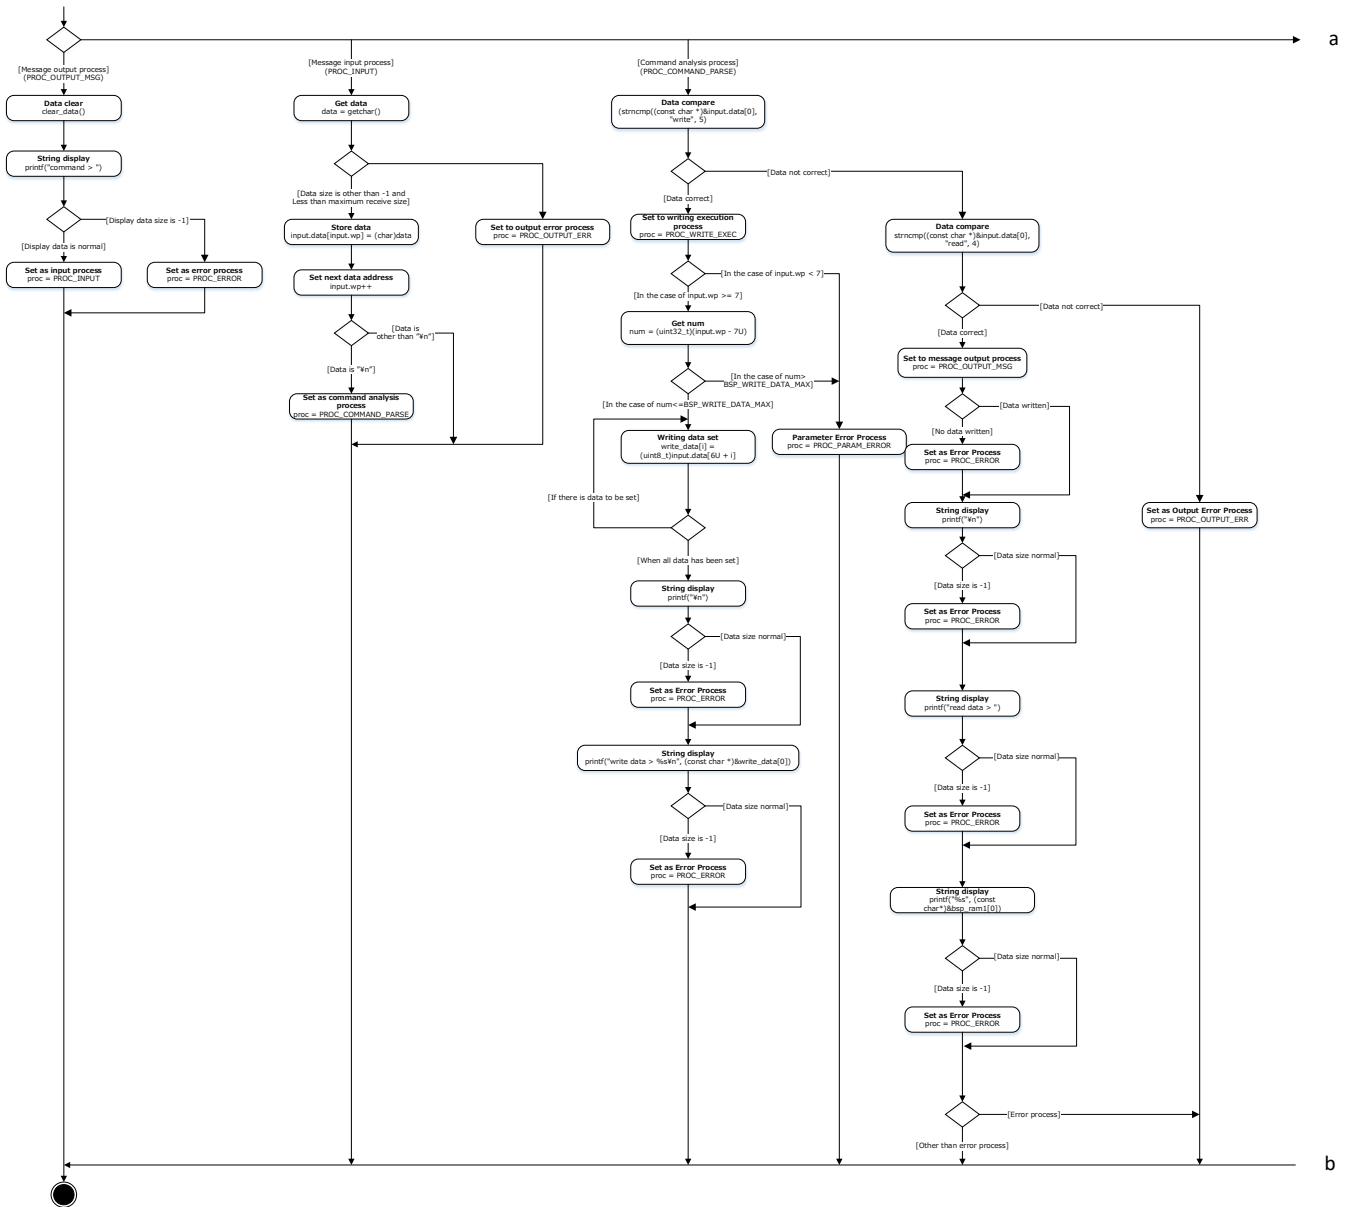 a
[Message output process]
(PROC_OUTPUT_MSG)
Data clear
clear_data()
String display
printf("command > ")
[Display data size is -1]
[Display data is normal]
Set as input process
proc = PROC_INPUT
Set as error process
proc = PROC_ERROR
[Message input process]
(PROC_INPUT)
Get data
data = getchar()
[Data size is other than -1 and
Less than maximum receive size]
Store data
input.data[input.wp] = (char)data
Set to output error process
proc = PROC_OUTPUT_ERR
Set next data address
input.wp++
[Data is
other than "¥n"]
[Data is "¥n"]
Set as command analysis
process
proc = PROC_COMMAND_PARSE
[Command analysis process]
(PROC_COMMAND_PARSE)
Data compare
(strncmp((const char *)&input.data[0],
"write", 5)
[Data not correct]
[Data correct]
Set to writing execution
process
proc = PROC_WRITE_EXEC
[In the case of input.wp < 7]
[In the case of input.wp >= 7]
Get num
num = (uint32_t)(input.wp - 7U)
[In the case of num>
BSP_WRITE_DATA_MAX]
[In the case of num<=BSP_WRITE_DATA_MAX]
Writing data set
write_data[i] =
(uint8_t)input.data[6U + i]
Parameter Error Process
proc = PROC_PARAM_ERROR
[If there is data to be set]
[When all data has been set]
String display
printf("¥n")
[Data size normal]
[Data size is -1]
Set as Error Process
proc = PROC_ERROR
String display
printf("write data > %s¥n", (const char *)&write_data[0])
[Data size normal]
[Data size is -1]
Set as Error Process
proc = PROC_ERROR
Data compare
strncmp((const char *)&input.data[0],
"read", 4)
[Data not correct]
[Data correct]
Set to message output process
proc = PROC_OUTPUT_MSG
[Data written]
[No data written]
Set as Error Process
proc = PROC_ERROR
String display
printf("¥n")
Set as Output Error Process
proc = PROC_OUTPUT_ERR
[Data size normal]
[Data size is -1]
Set as Error Process
proc = PROC_ERROR
String display
printf("read data > ")
[Data size normal]
[Data size is -1]
Set as Error Process
proc = PROC_ERROR
String display
printf("%s", (const
char*)&bsp_ram1[0])
[Data size normal]
[Data size is -1]
Set as Error Process
proc = PROC_ERROR
[Error process]
[Other than error process]
b